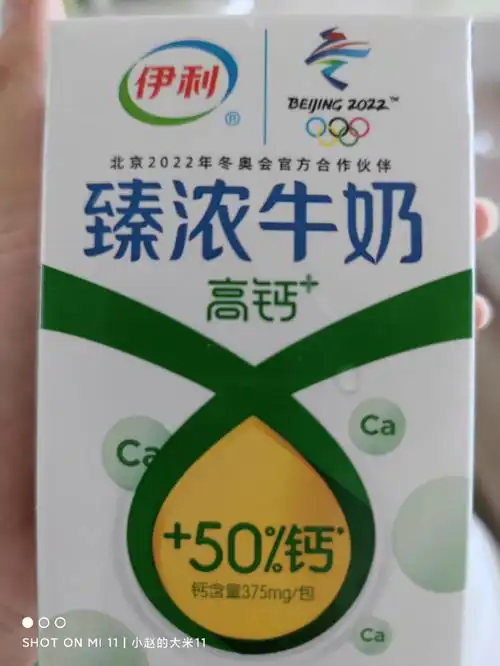 伊利
®
BEIJING 2022™
北京2022年冬奥会官方合作伙伴
臻浓牛奶
高钙+
Ca
Ca
+50%钙*
钙含量375mg/包
Ca
SHOT ON MI 11 | 小赵的大米11